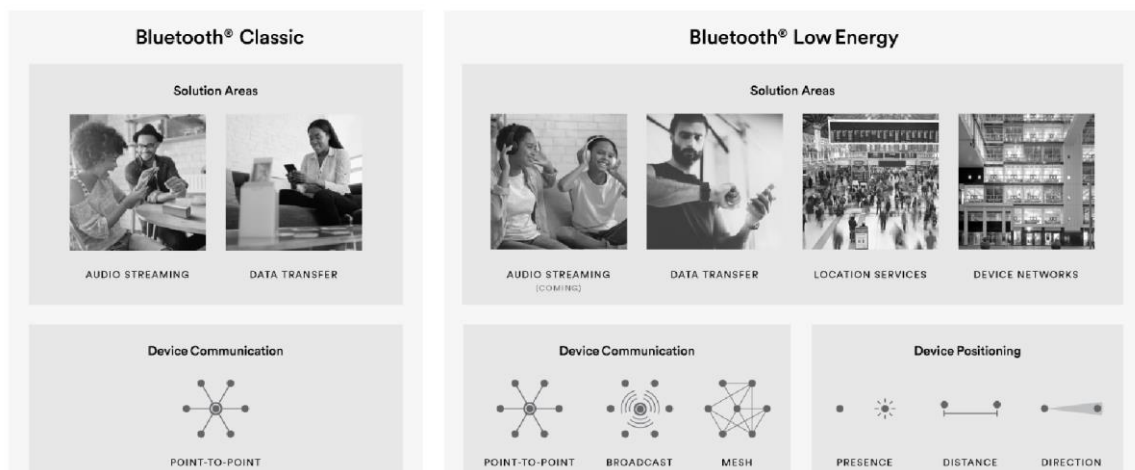 Bluetooth® Classic
Solution Areas
AUDIO STREAMING
DATA TRANSFER
Device Communication
POINT-TO-POINT
Bluetooth® Low Energy
Solution Areas
AUDIO STREAMING
(COMING)
DATA TRANSFER
LOCATION SERVICES
DEVICE NETWORKS
Device Communication
POINT-TO-POINT
BROADCAST
MESH
Device Positioning
PRESENCE
DISTANCE
DIRECTION